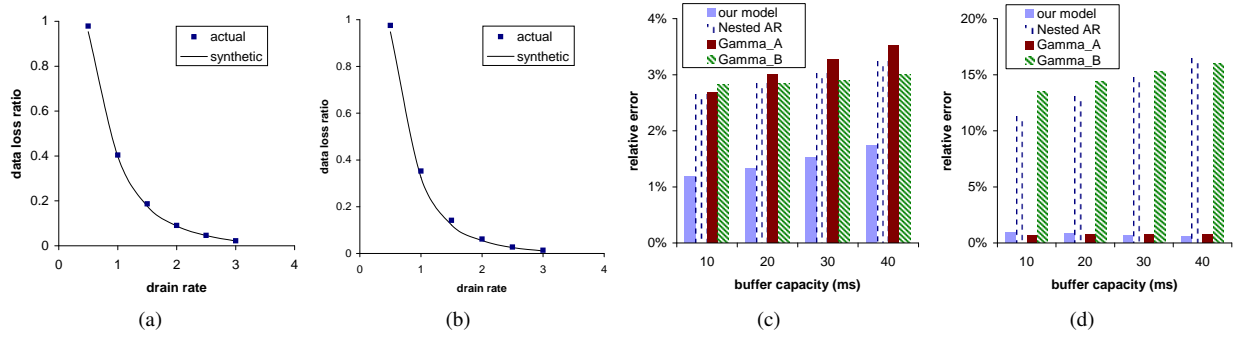 data loss ratio
1
0.8
0.6
0.4
0.2
0
0 1 2 3 4
drain rate
actual
synthetic
(a)
data loss ratio
1
0.8
0.6
0.4
0.2
0
0 1 2 3 4
drain rate
actual
synthetic
(b)
relative error
4%
3%
2%
1%
0%
our model
Nested AR
Gamma_A
Gamma_B
10 20 30 40
buffer capacity (ms)
(c)
relative error
20%
15%
10%
5%
0%
our model
Nested AR
Gamma_A
Gamma_B
10 20 30 40
buffer capacity (ms)
(d)